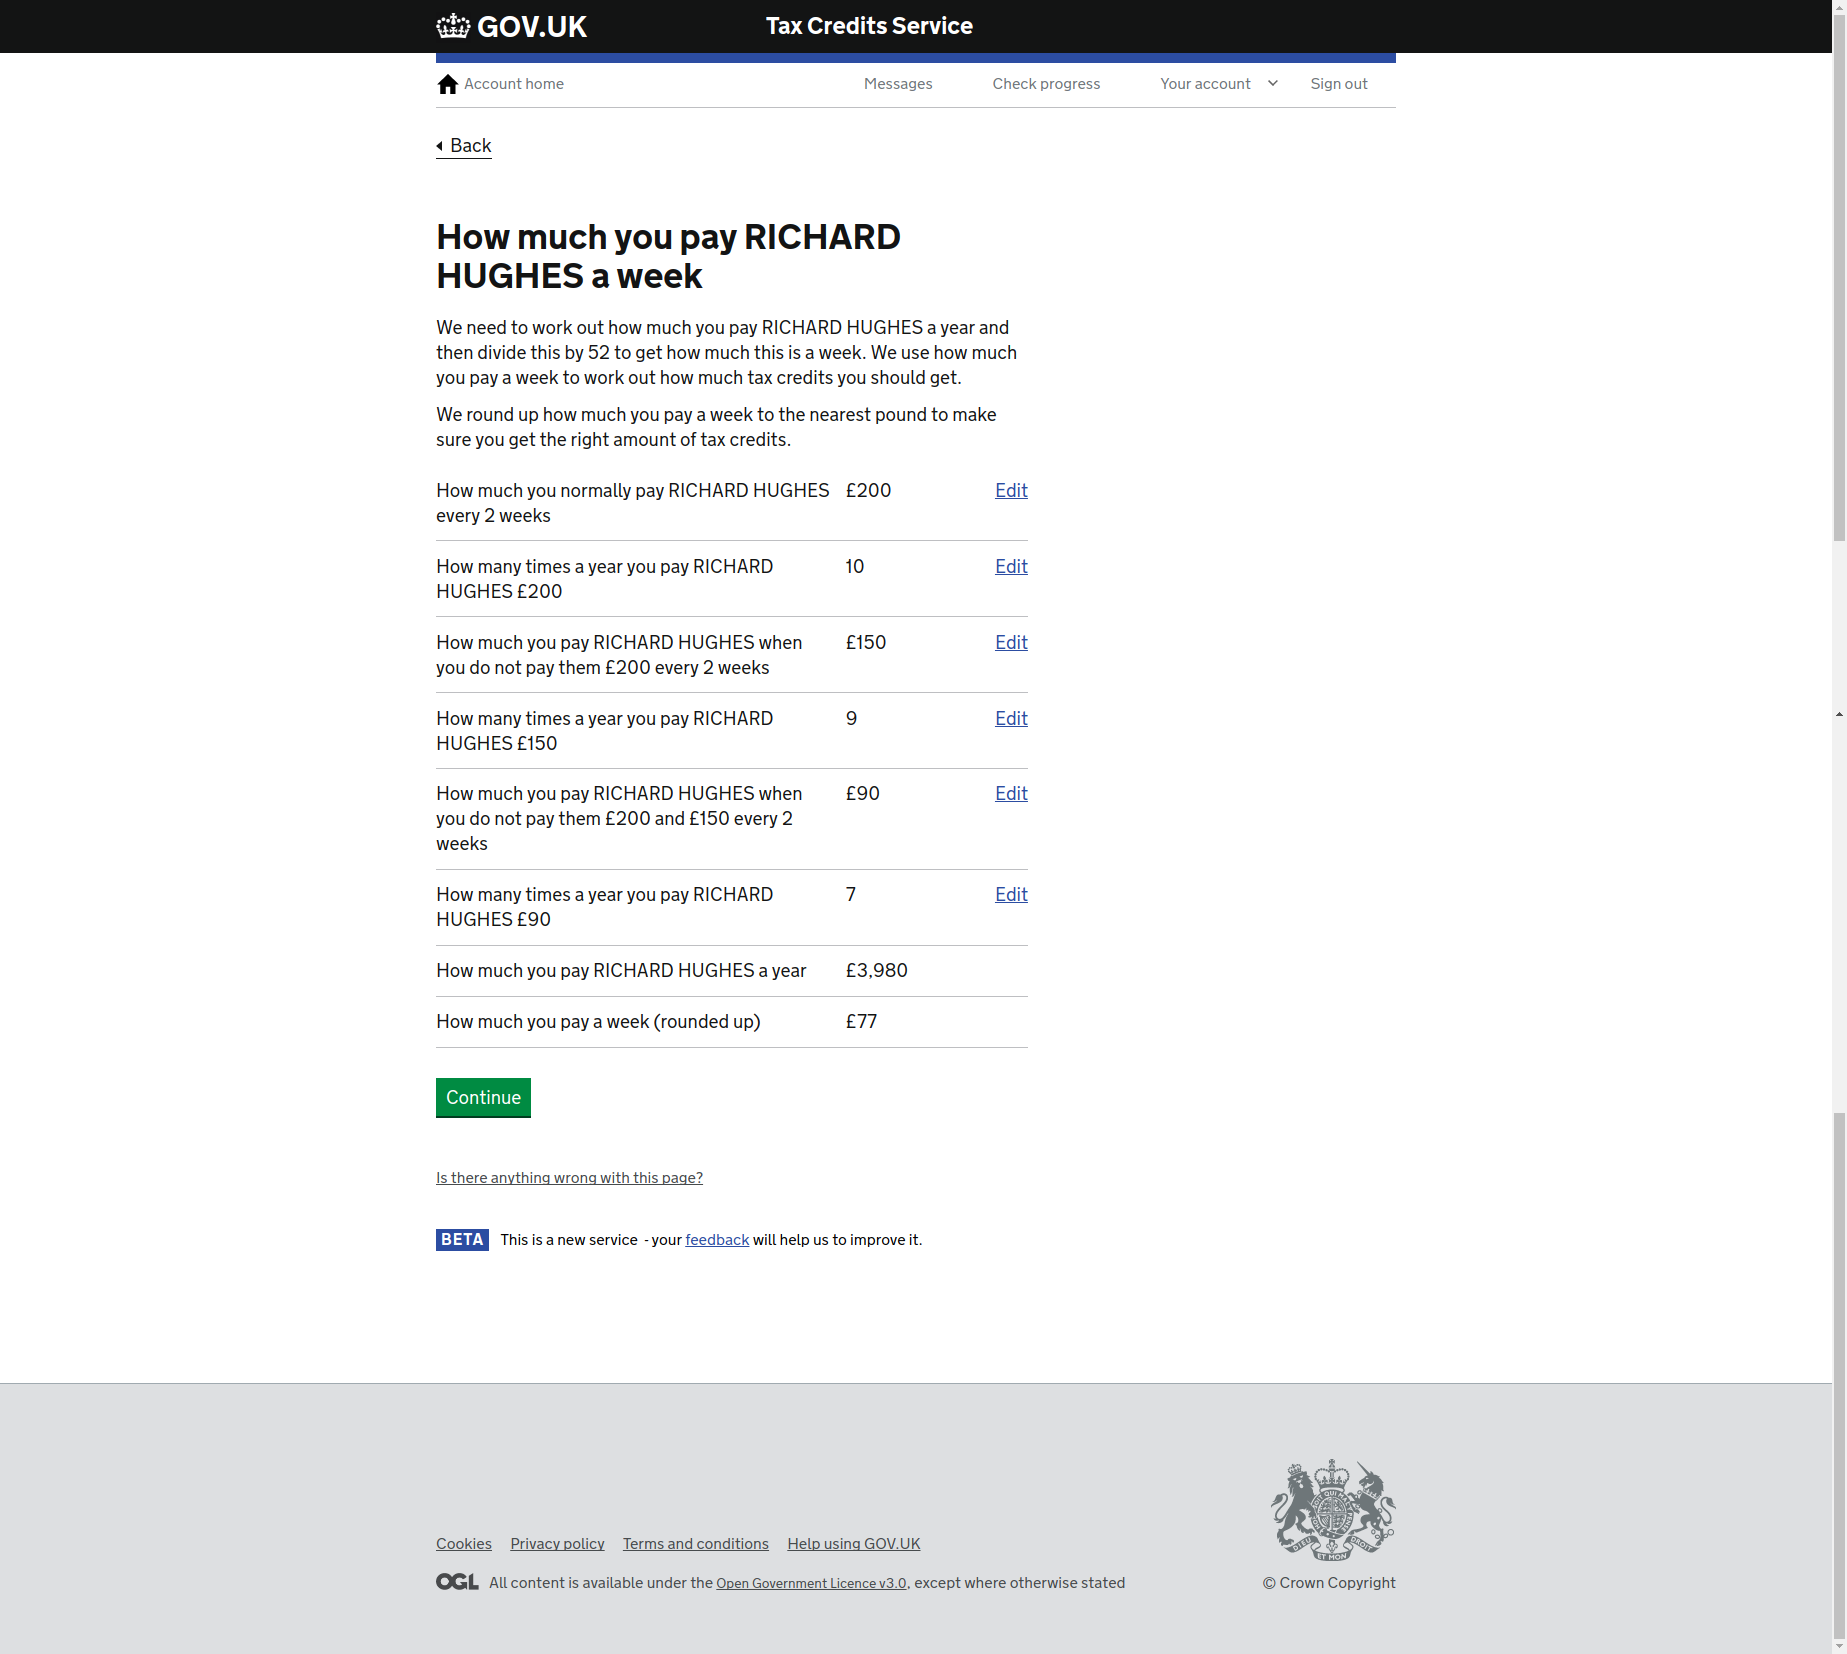 GOV.UK
Tax Credits Service
Account home
Messages
Check progress
Your account
Sign out
Back
How much you pay RICHARD
HUGHES a week
We need to work out how much you pay RICHARD HUGHES a year and
then divide this by 52 to get how much this is a week. We use how much
you pay a week to work out how much tax credits you should get.
We round up how much you pay a week to the nearest pound to make
sure you get the right amount of tax credits.
How much you normally pay RICHARD HUGHES £200 Edit
every 2 weeks
How many times a year you pay RICHARD 10 Edit
HUGHES £200
How much you pay RICHARD HUGHES when £150 Edit
you do not pay them £200 every 2 weeks
How many times a year you pay RICHARD 9 Edit
HUGHES £150
How much you pay RICHARD HUGHES when £90 Edit
you do not pay them £200 and £150 every 2
weeks
How many times a year you pay RICHARD 7 Edit
HUGHES £90
How much you pay RICHARD HUGHES a year £3,980
How much you pay a week (rounded up) £77
Continue
Is there anything wrong with this page?
BETA This is a new service - your feedback will help us to improve it.
Cookies Privacy policy Terms and conditions Help using GOV.UK
OGL All content is available under the Open Government Licence v3.0, except where otherwise stated
© Crown Copyright